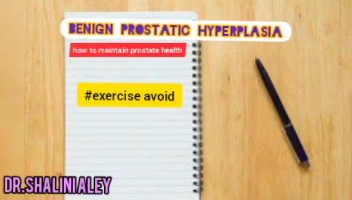 BENIGN PROSTATIC HYPERPLASIA
how to maintain prostate health
#exercise avoid
DR.SHALINI ALEY